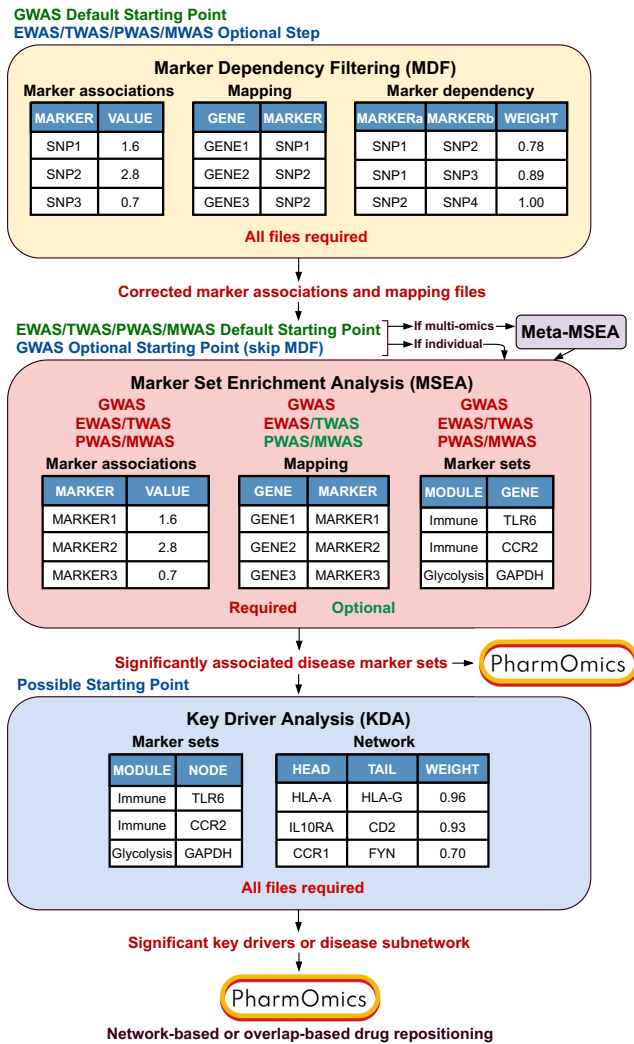 GWAS Default Starting Point
EWAS/TWAS/PWAS/MWAS Optional Step
Marker Dependency Filtering (MDF)
Marker associations
MARKER VALUE
SNP1 1.6
SNP2 2.8
SNP3 0.7
Mapping
GENE MARKER
GENE1 SNP1
GENE2 SNP2
GENE3 SNP2
Marker dependency
MARKERa MARKERb WEIGHT
SNP1 SNP2 0.78
SNP1 SNP3 0.89
SNP2 SNP4 1.00
All files required
Corrected marker associations and mapping files
EWAS/TWAS/PWAS/MWAS Default Starting Point
GWAS Optional Starting Point (skip MDF)
If multi-omics
If individual
Meta-MSEA
Marker Set Enrichment Analysis (MSEA)
GWAS
EWAS/TWAS
PWAS/MWAS
Marker associations
MARKER VALUE
MARKER1 1.6
MARKER2 2.8
MARKER3 0.7
GWAS
EWAS/TWAS
PWAS/MWAS
Mapping
GENE MARKER
GENE1 MARKER1
GENE2 MARKER2
GENE3 MARKER3
GWAS
EWAS/TWAS
PWAS/MWAS
Marker sets
MODULE GENE
Immune TLR6
Immune CCR2
Glycolysis GAPDH
Required Optional
Significantly associated disease marker sets
PharmOmics
Possible Starting Point
Key Driver Analysis (KDA)
Marker sets
MODULE NODE
Immune TLR6
Immune CCR2
Glycolysis GAPDH
Network
HEAD TAIL WEIGHT
HLA-A HLA-G 0.96
IL10RA CD2 0.93
CCR1 FYN 0.70
All files required
Significant key drivers or disease subnetwork
PharmOmics
Network-based or overlap-based drug repositioning